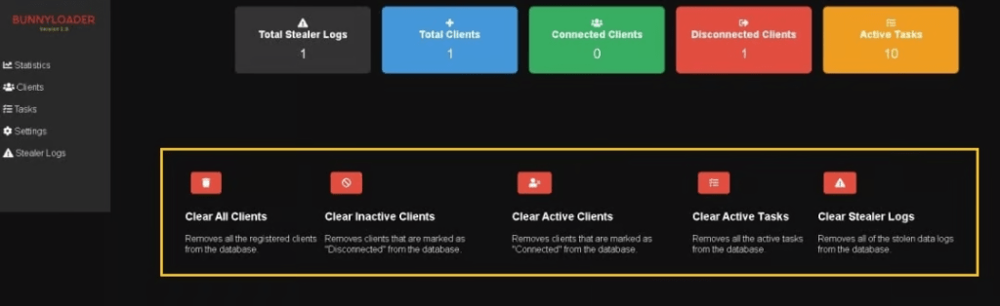 BUNNYLOADER
Version 2.0
Total Stealer Logs
1
Total Clients
1
Connected Clients
0
Disconnected Clients
1
Active Tasks
10
Statistics
Clients
Tasks
Settings
Stealer Logs
Clear All Clients
Removes all the registered clients
from the database.
Clear Inactive Clients
Removes clients that are marked as
"Disconnected" from the database.
Clear Active Clients
Removes clients that are marked as
"Connected" from the database.
Clear Active Tasks
Removes all the active tasks
from the database.
Clear Stealer Logs
Removes all of the stolen data logs
from the database.